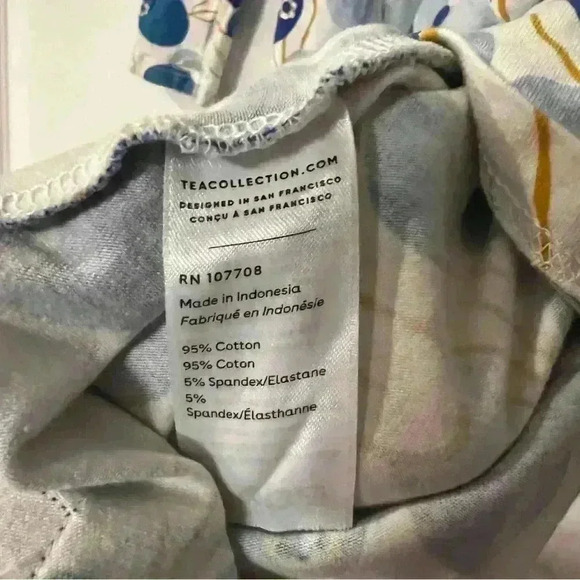 TEACOLLECTION.COM
DESIGNED IN SAN FRANCISCO
CONÇU À SAN FRANCISCO
RN 107708
Made in Indonesia
Fabriqué en Indonésie
95% Cotton
95% Coton
5% Spandex/Elastane
5%
Spandex/Élasthanne